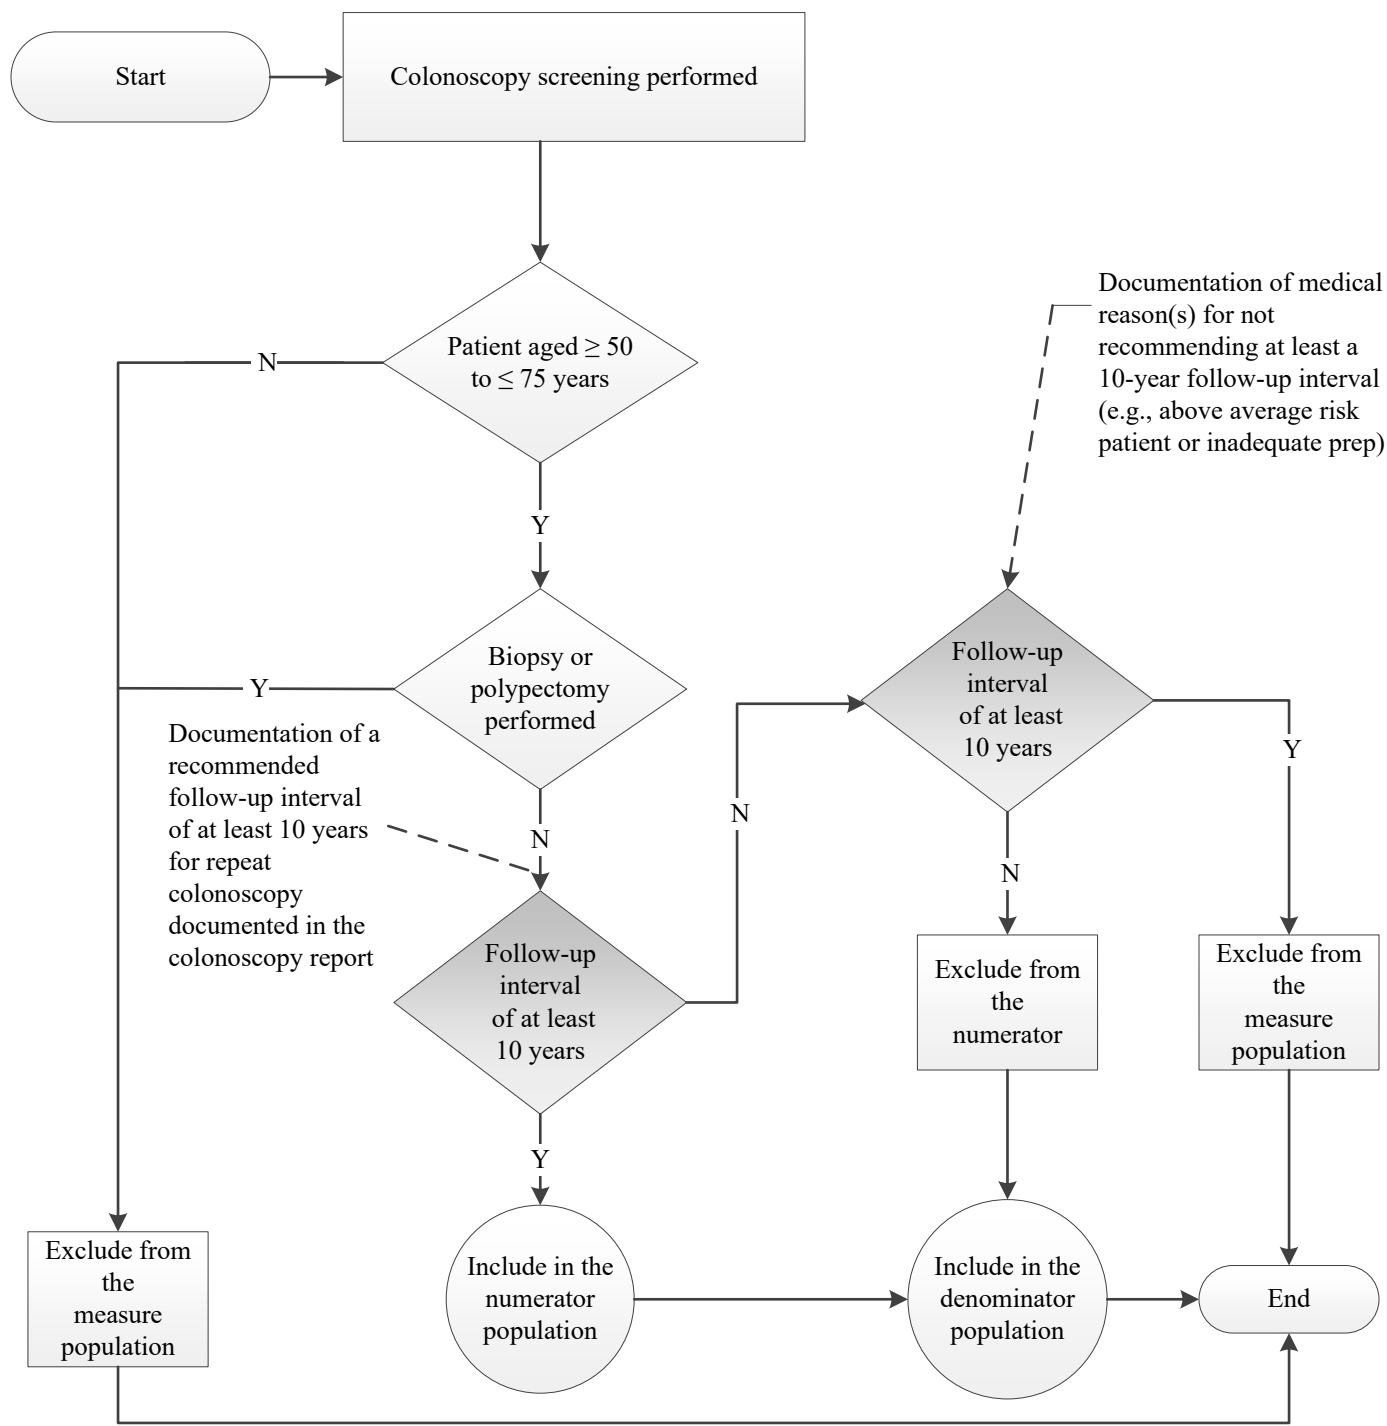 Start
Colonoscopy screening performed
Patient aged ≥ 50
to ≤ 75 years
N
Y
Documentation of medical
reason(s) for not
recommending at least a
10-year follow-up interval
(e.g., above average risk
patient or inadequate prep)
Biopsy or
polypectomy
performed
Y
N
Documentation of a
recommended
follow-up interval
of at least 10 years
for repeat
colonoscopy
documented in the
colonoscopy report
Follow-up
interval
of at least
10 years
N
Y
Follow-up
interval
of at least
10 years
Y
N
Exclude from
the
numerator
Exclude from
the
measure
population
Exclude from
the
measure
population
Include in the
numerator
population
Include in the
denominator
population
End